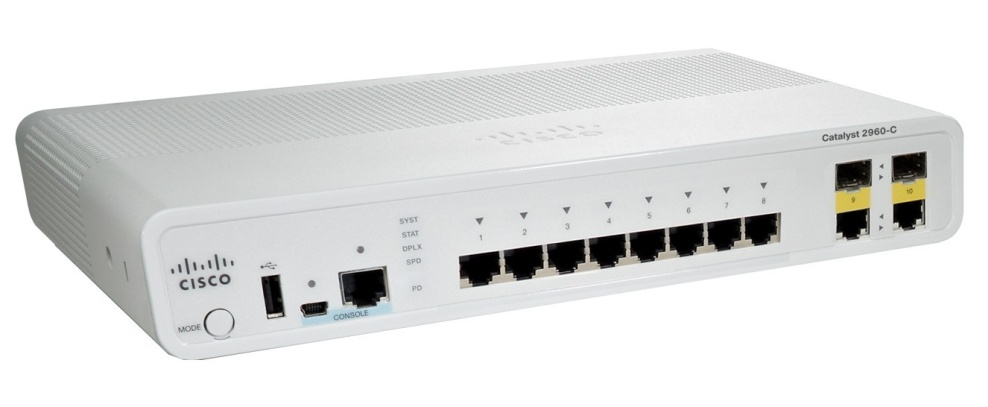 CISCO
Catalyst 2960-C
SYST
STAT
DPLX
SPD
PD
1 2 3 4 5 6 7 8
9 10
CISCO
MODE
CONSOLE